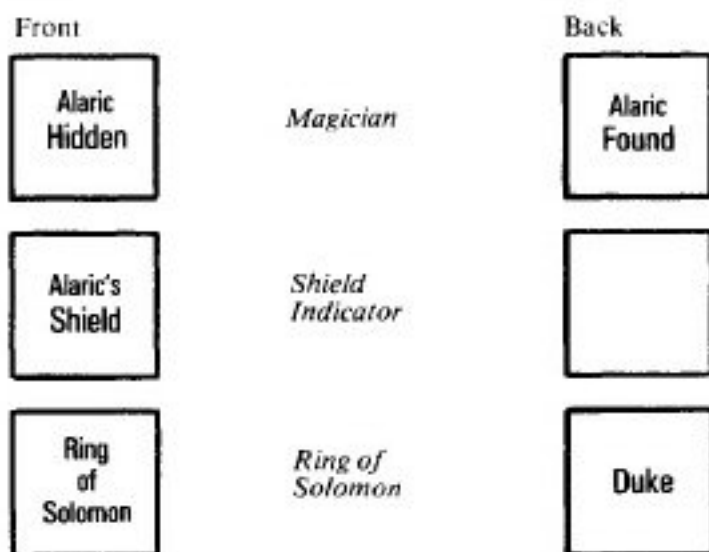 Front
Back
Alaric
Hidden
Magician
Alaric
Found
Alaric's
Shield
Shield
Indicator
Ring
of
Solomon
Ring of
Solomon
Duke